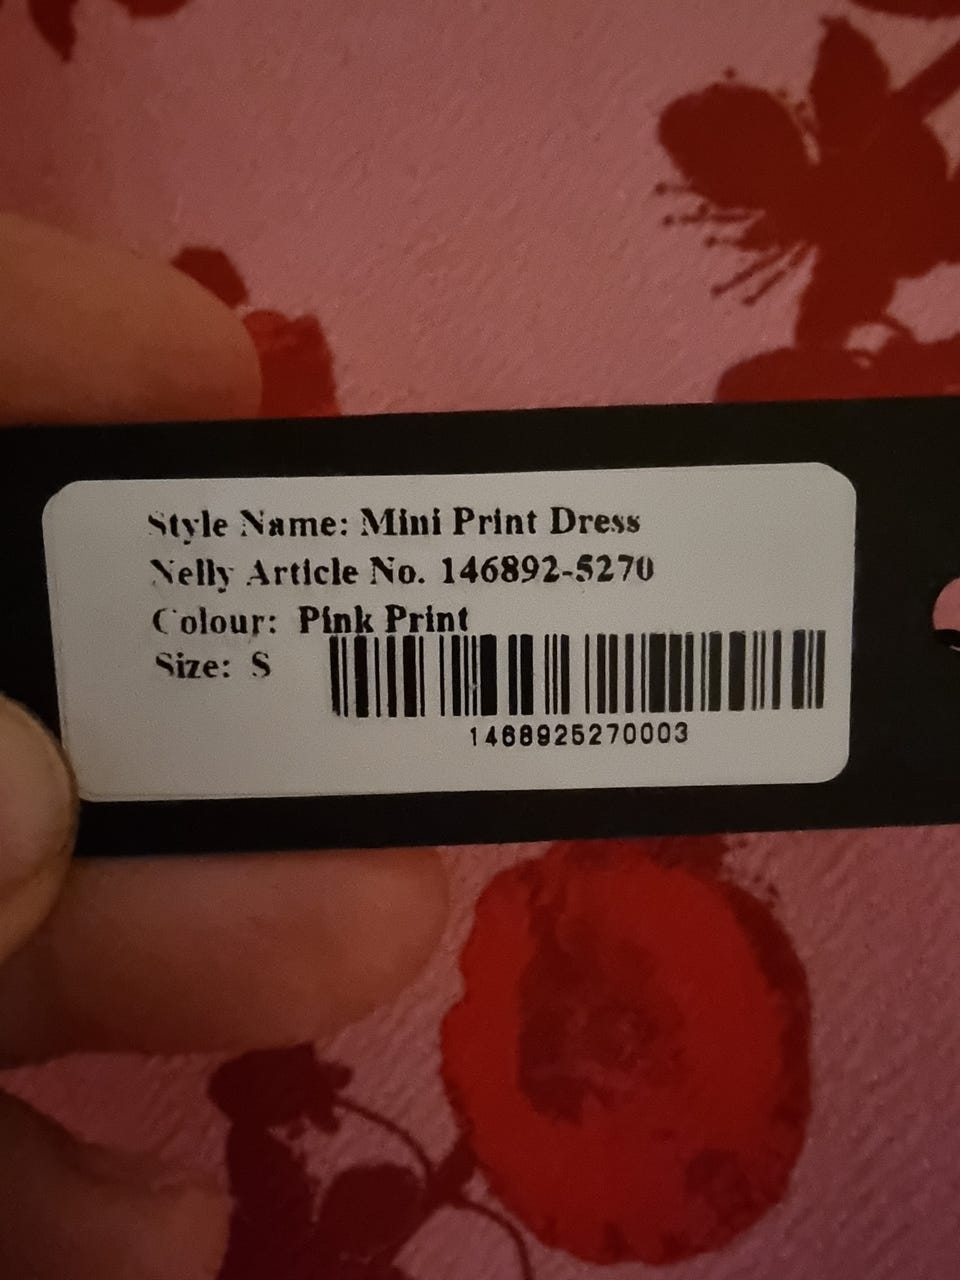 Style Name: Mini Print Dress
Nelly Article No. 146892-5270
Colour: Pink Print
Size: S
1468925270003